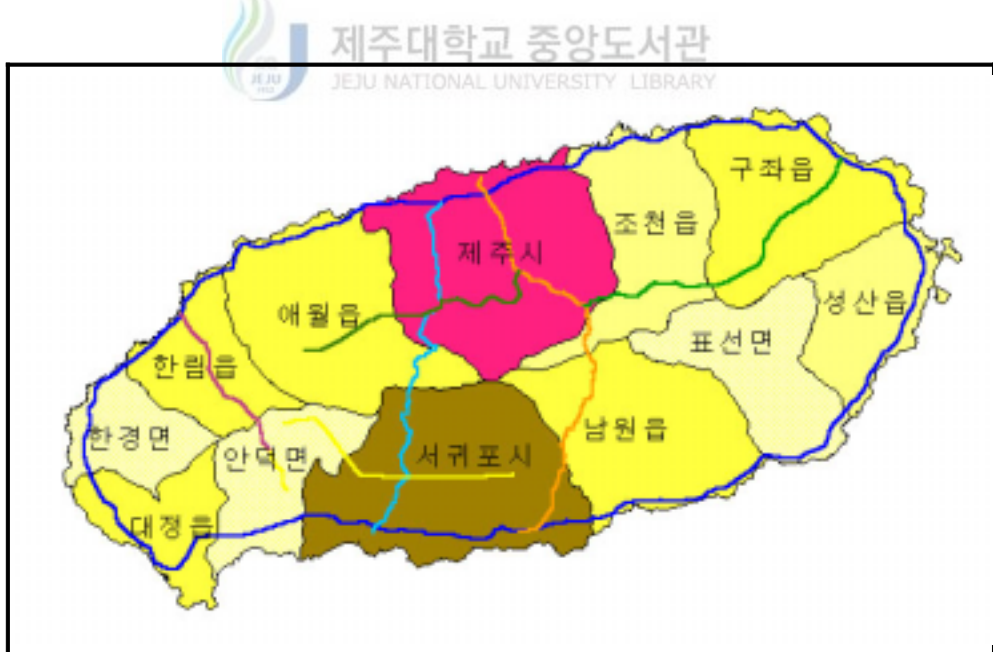 제주대학교 중앙도서관
JEJU NATIONAL UNIVERSITY LIBRARY
JEJU
구좌읍
조천읍
제주시
성산읍
애월읍
표선면
한림읍
남원읍
한경면
안덕면
서귀포시
대정읍